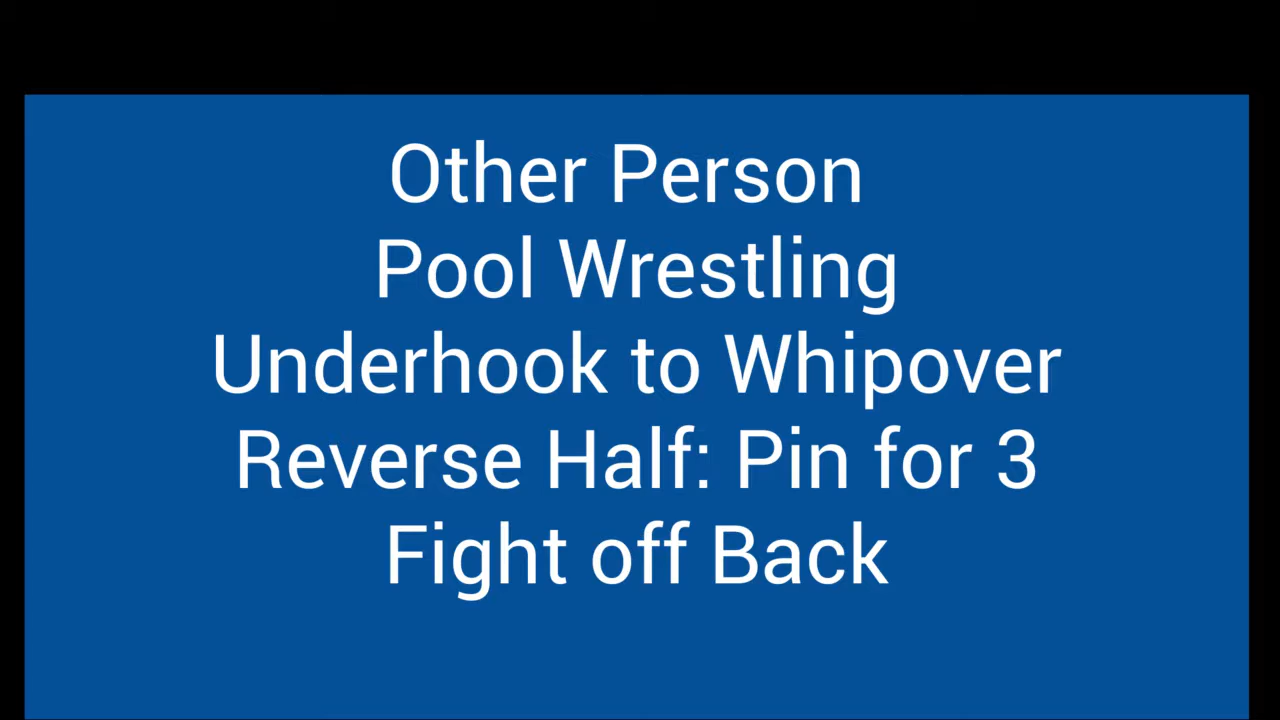 Other Person
Pool Wrestling
Underhook to Whipover
Reverse Half: Pin for 3
Fight off Back